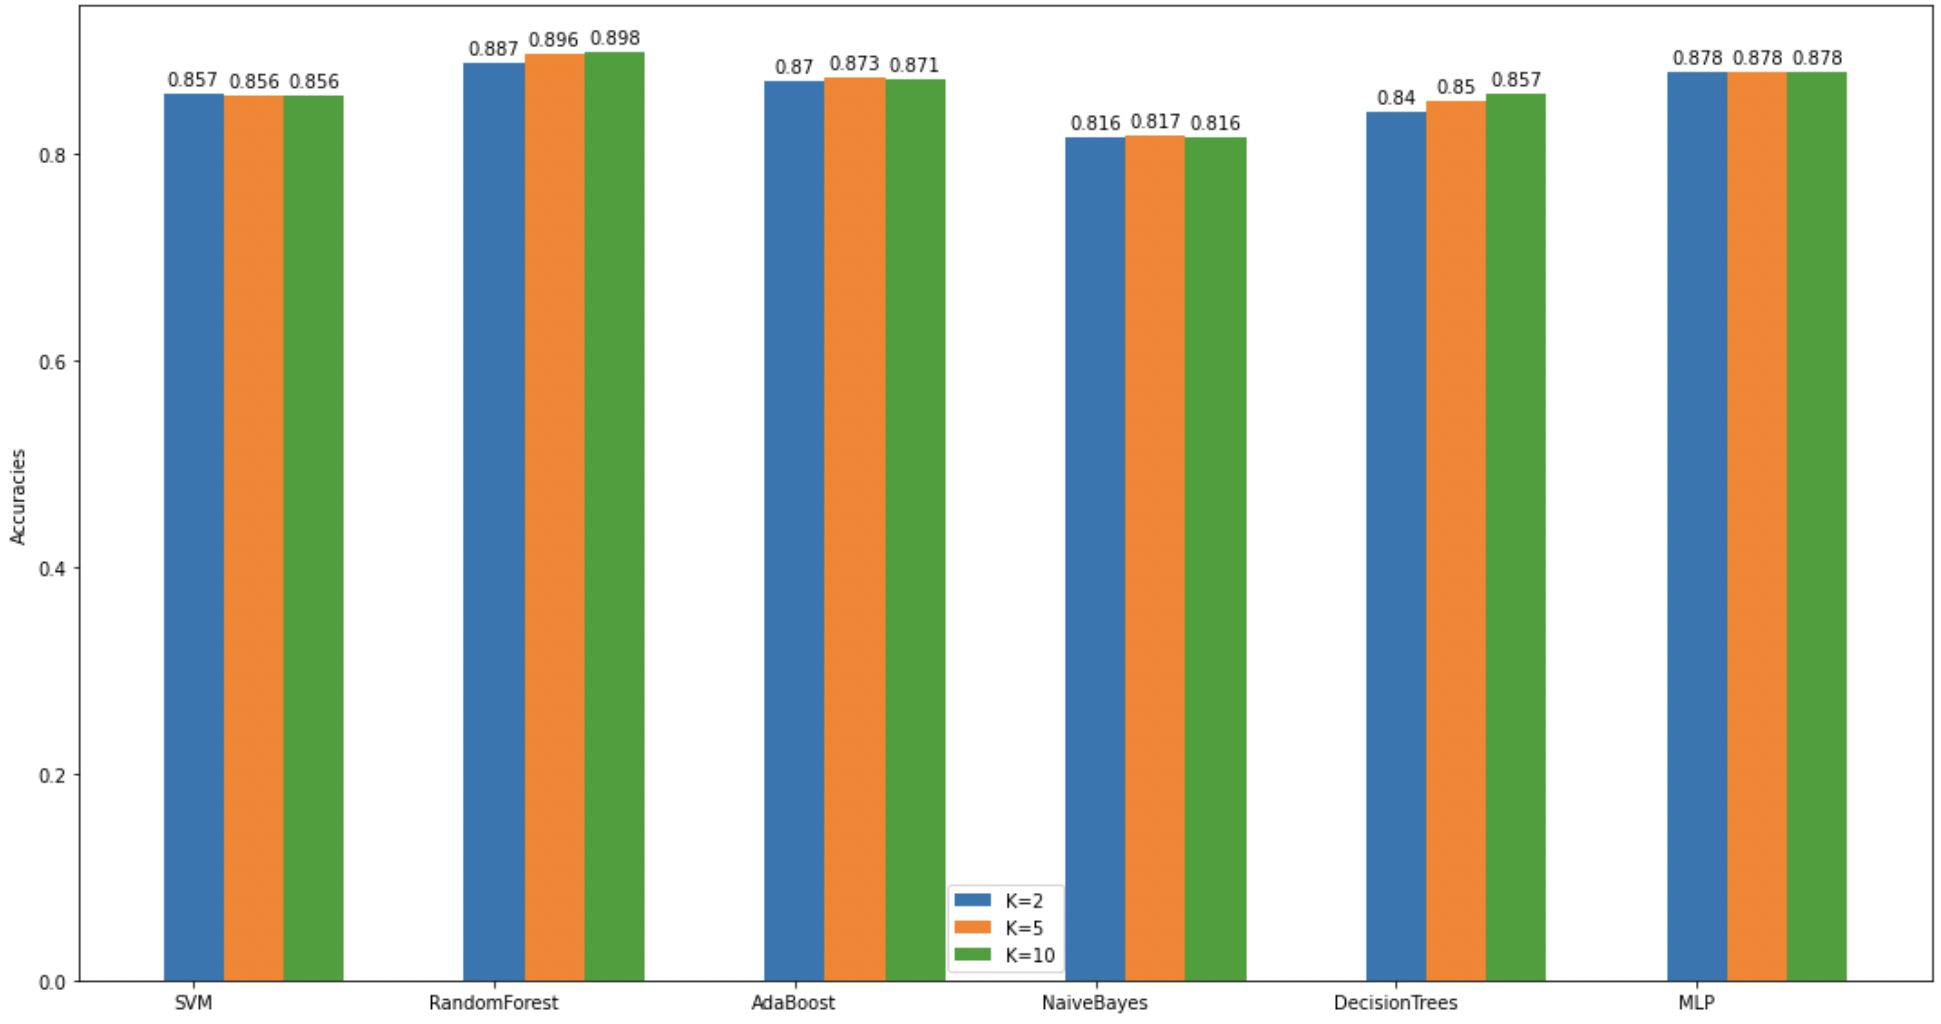 0.857 0.856 0.856
0.887 0.896 0.898
0.87 0.873 0.871
0.816 0.817 0.816
0.84 0.85 0.857
0.878 0.878 0.878
0.8
0.6
0.4
0.2
0.0
Accuracies
K=2
K=5
K=10
SVM RandomForest AdaBoost NaiveBayes DecisionTrees MLP